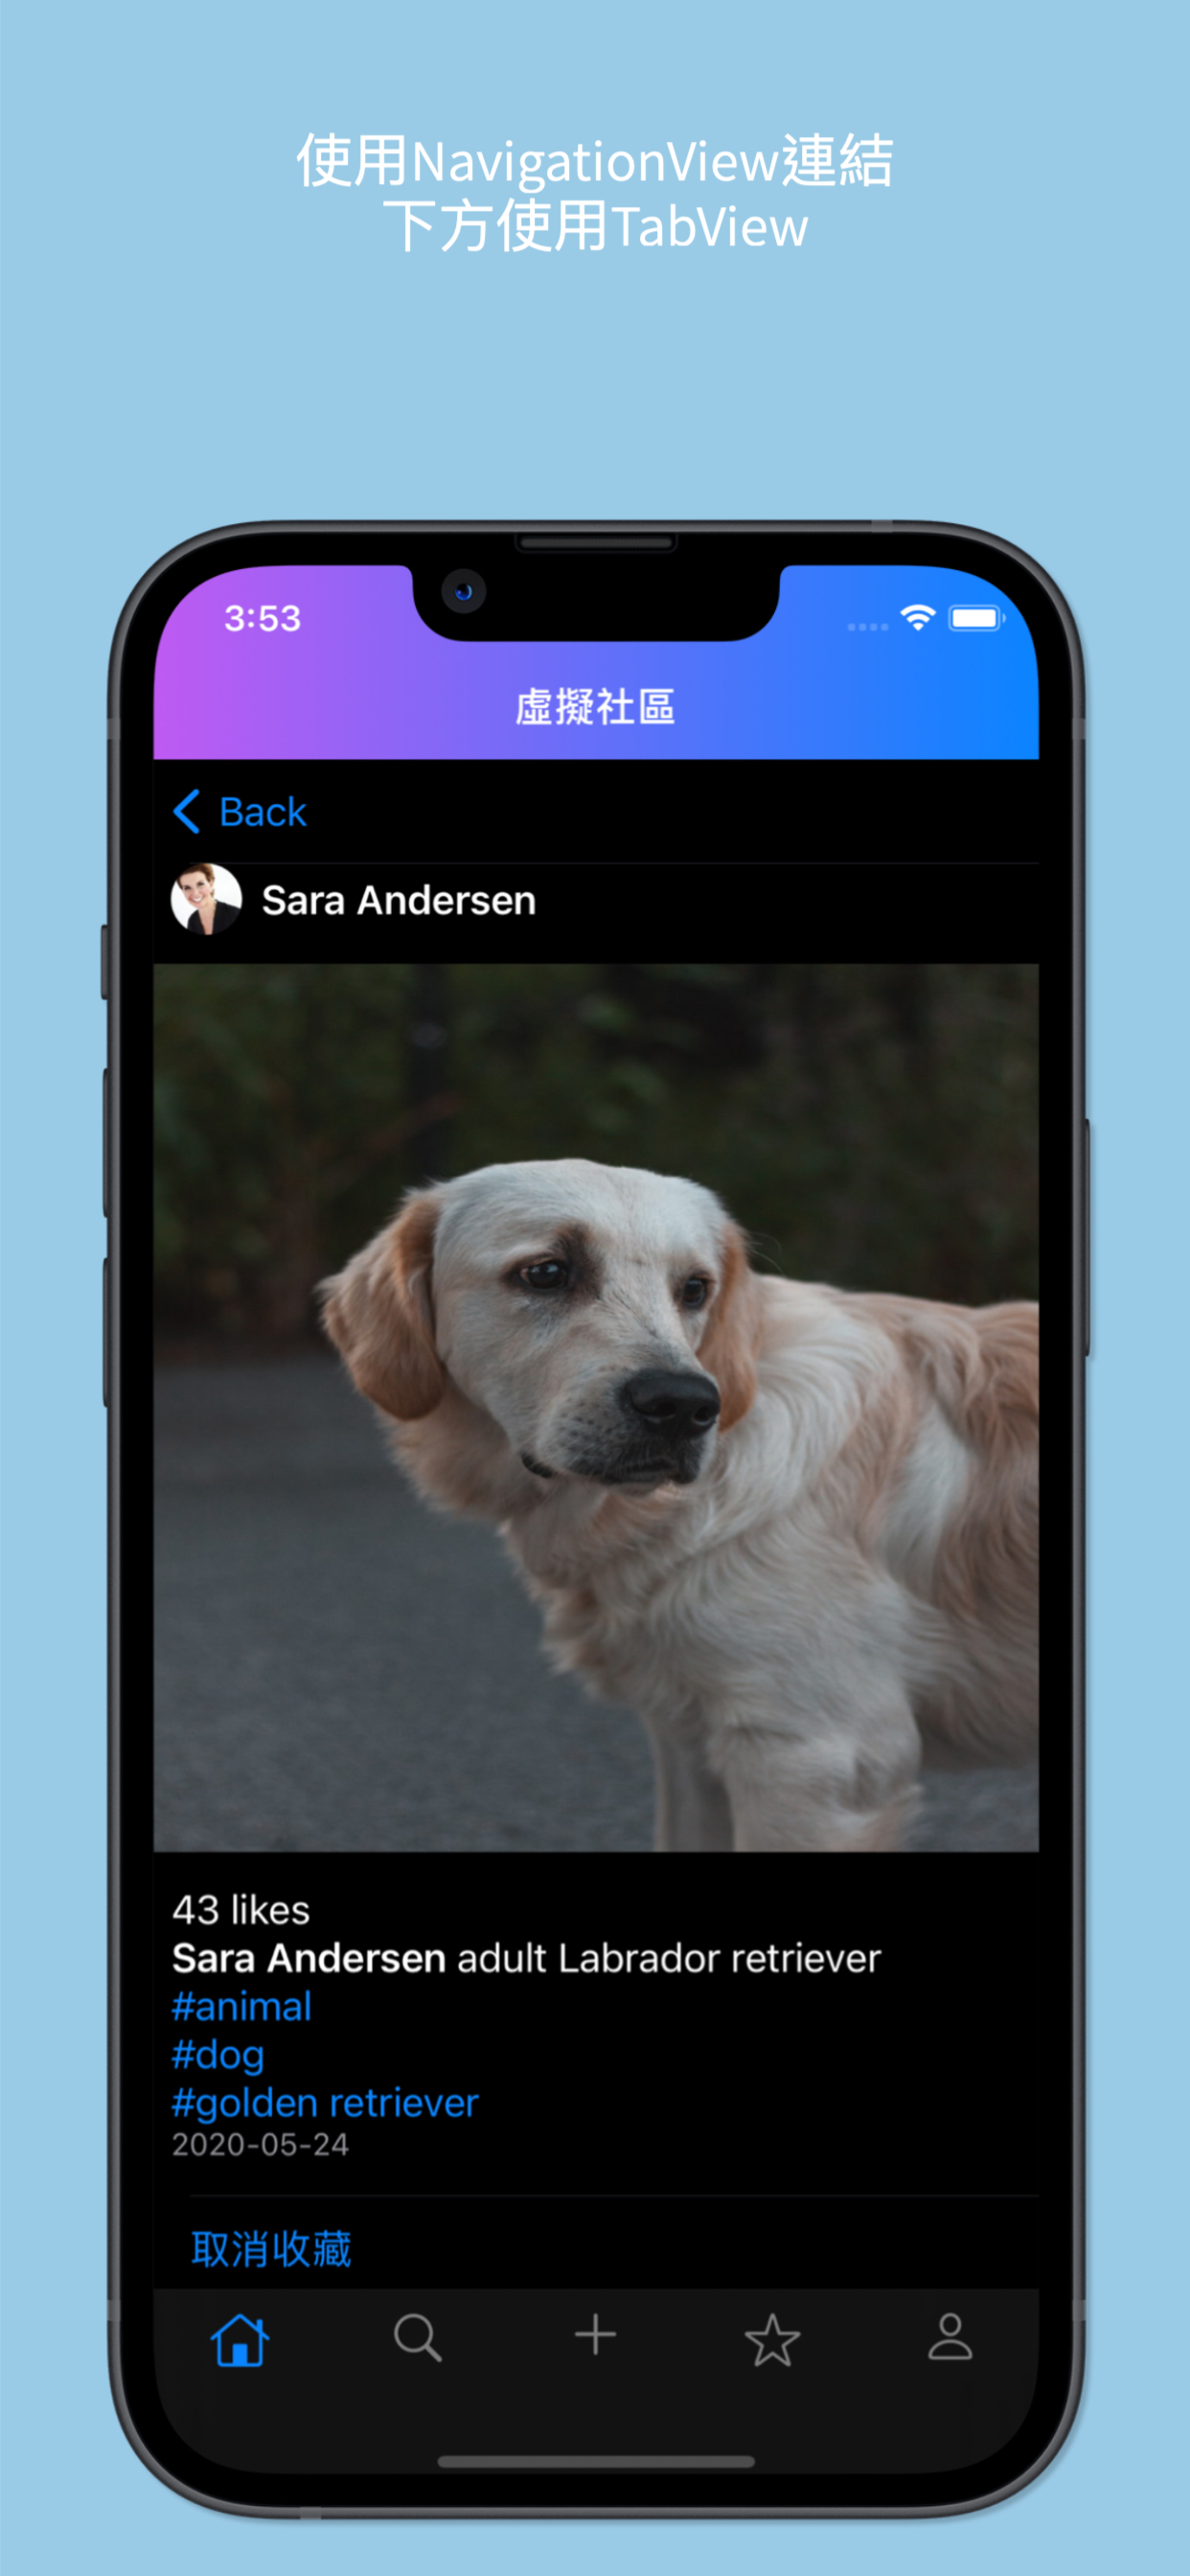 使用NavigationView連結
下方使用TabView
3:53
虛擬社區
Back
Sara Andersen
43 likes
Sara Andersen adult Labrador retriever
#animal
#dog
#golden retriever
2020-05-24
取消收藏